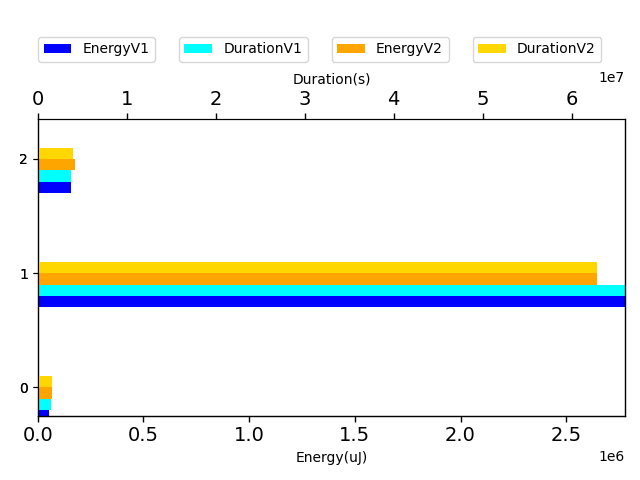 EnergyV1 DurationV1 EnergyV2 DurationV2
Duration(s) 1e7
0 1 2 3 4 5 6
2
1
0
0.0 0.5 1.0 1.5 2.0 2.5
Energy(uJ) 1e6